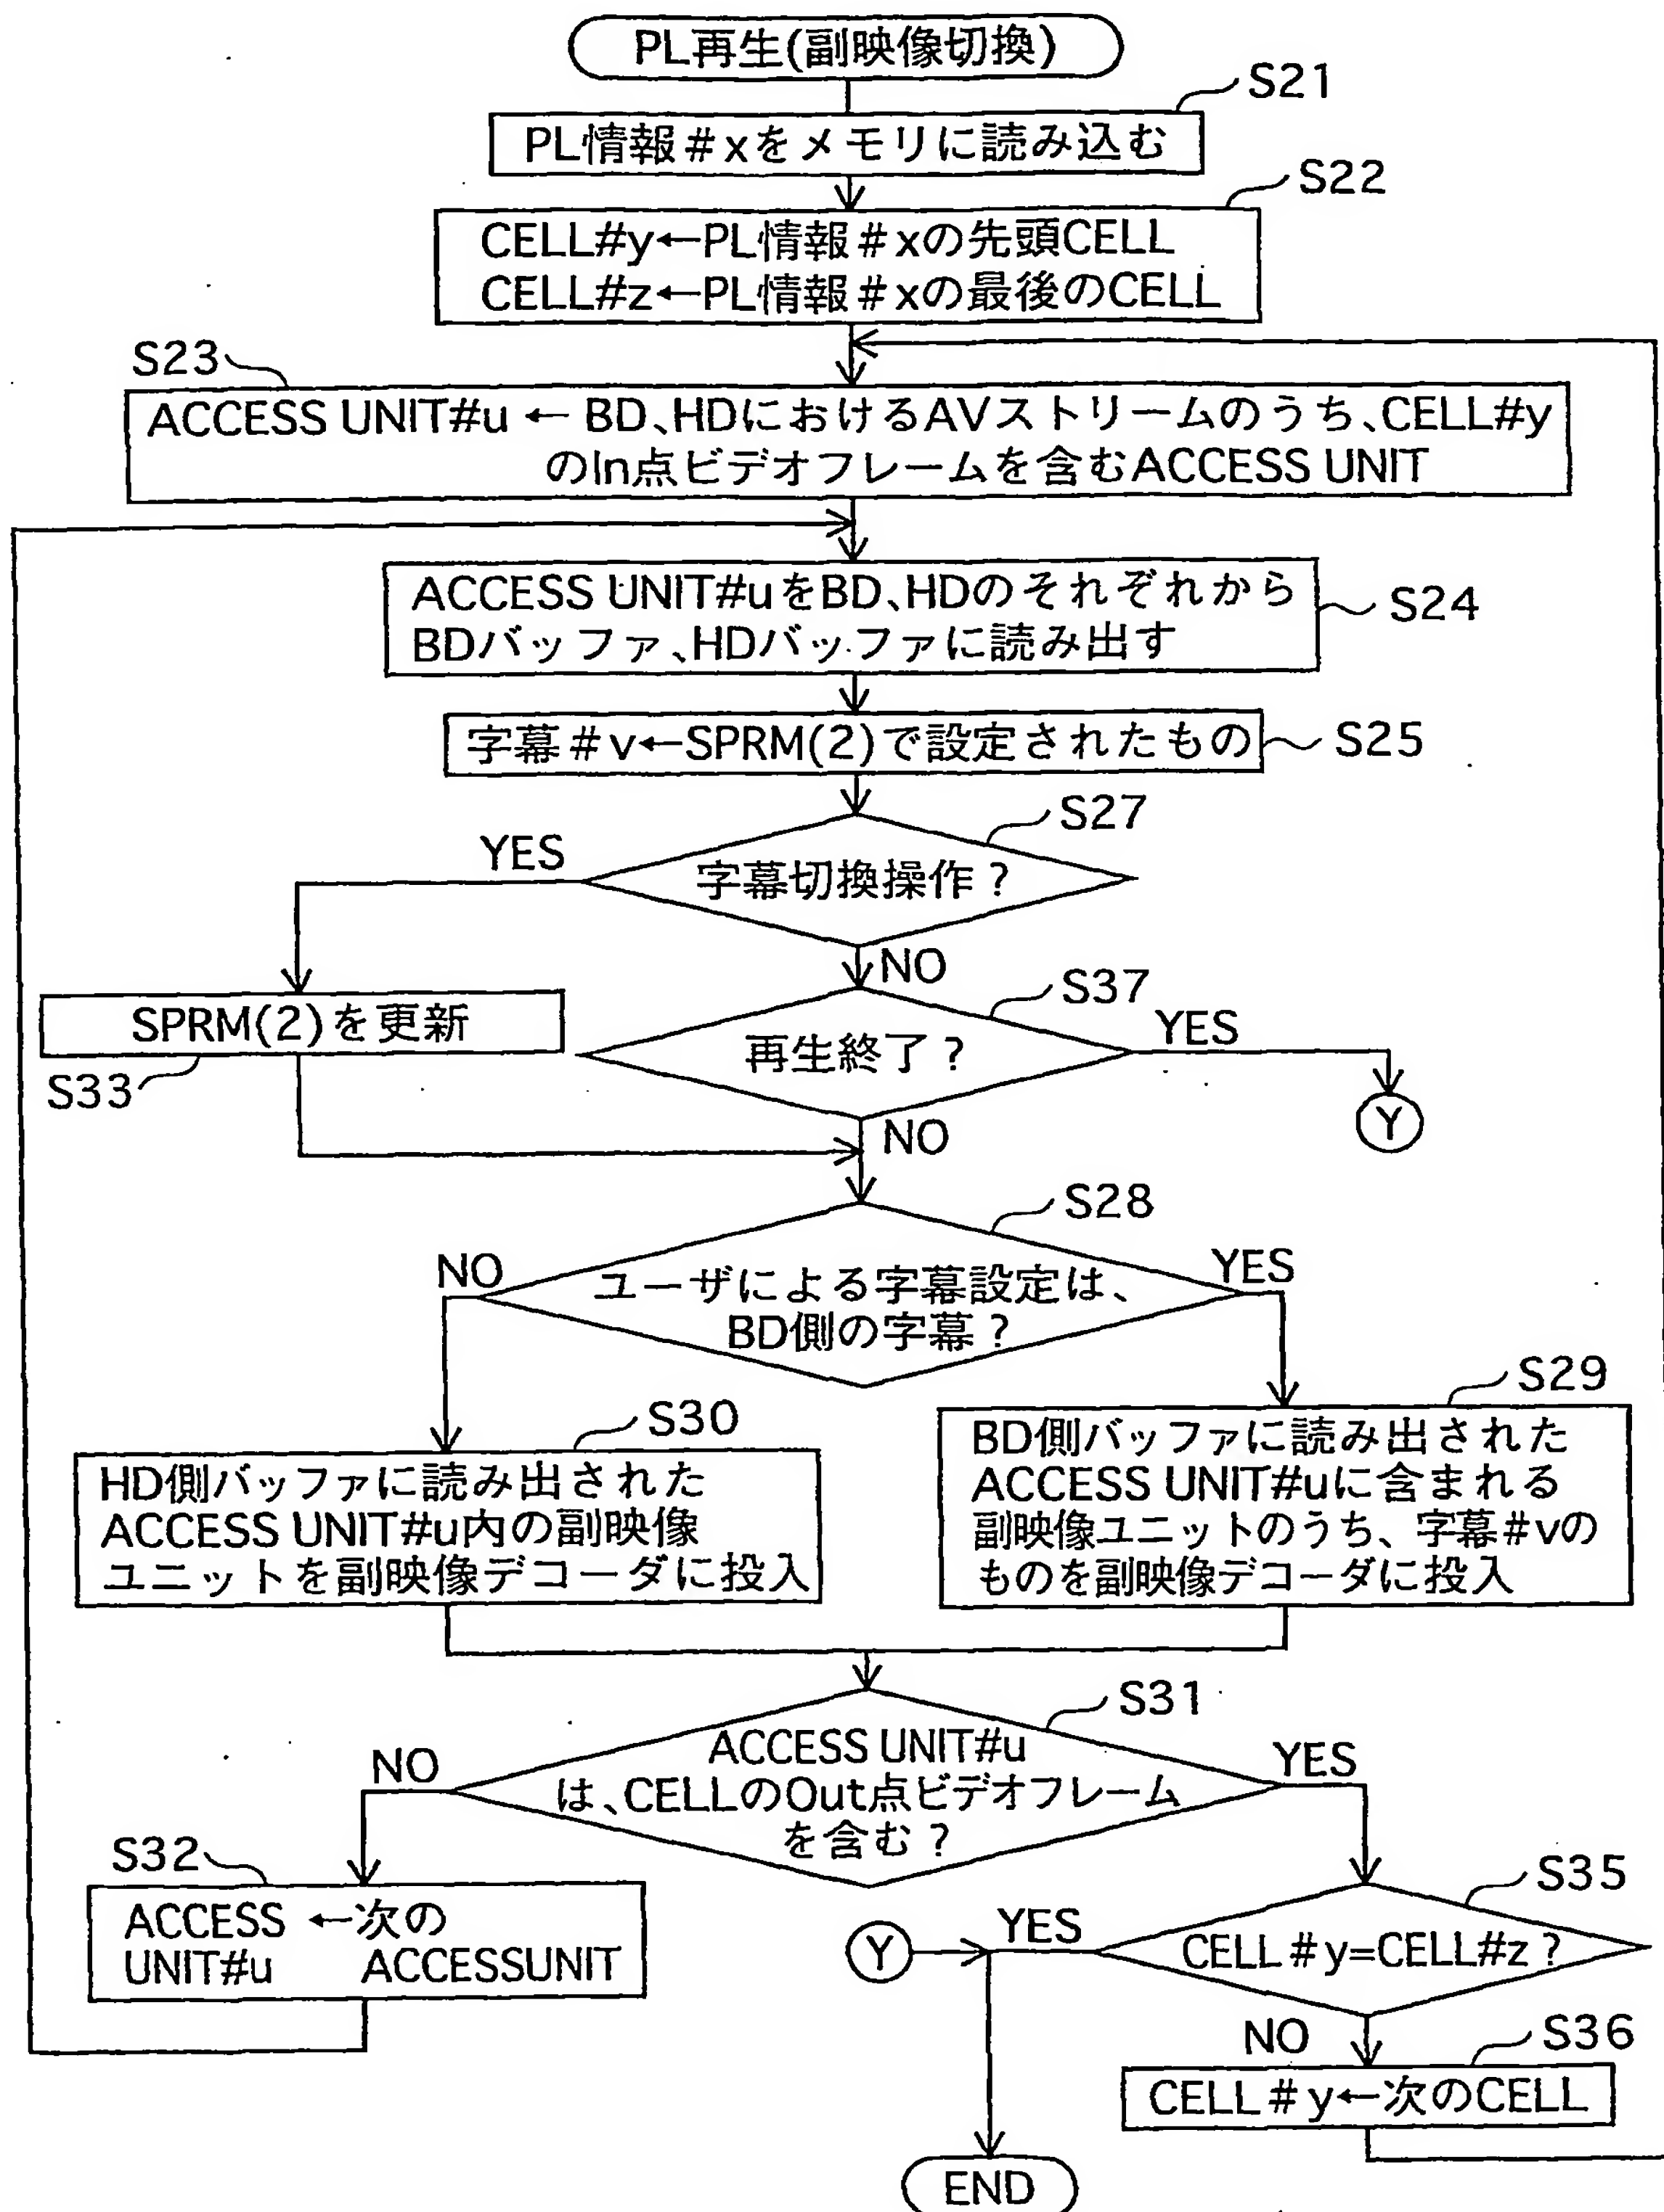 PL再生(副映像切換)
S21
PL情報#xをメモリに読み込む
S22
CELL#y←PL情報#xの先頭CELL
CELL#z←PL情報#xの最後のCELL
S23
ACCESS UNIT#u ← BD、HDにおけるAVストリームのうち、CELL#y
のIn点ビデオフレームを含むACCESS UNIT
ACCESS UNIT#uをBD、HDのそれぞれから
BDバッファ、HDバッファに読み出す
S24
字幕#v←SPRM(2)で設定されたもの
S25
S27
YES
字幕切換操作?
NO
S37
SPRM(2)を更新
S33
再生終了?
YES
Y
NO
S28
NO
YES
ユーザによる字幕設定は、
BD側の字幕?
S30
S29
HD側バッファに読み出された
ACCESS UNIT#u内の副映像
ユニットを副映像デコーダに投入
BD側バッファに読み出された
ACCESS UNIT#uに含まれる
副映像ユニットのうち、字幕#vの
ものを副映像デコーダに投入
S31
NO
YES
ACCESS UNIT#u
は、CELLのOut点ビデオフレーム
を含む?
S32
ACCESS ←次の
UNIT#u ACCESSUNIT
S35
Y
YES
CELL#y=CELL#z?
NO
S36
CELL#y←次のCELL
END